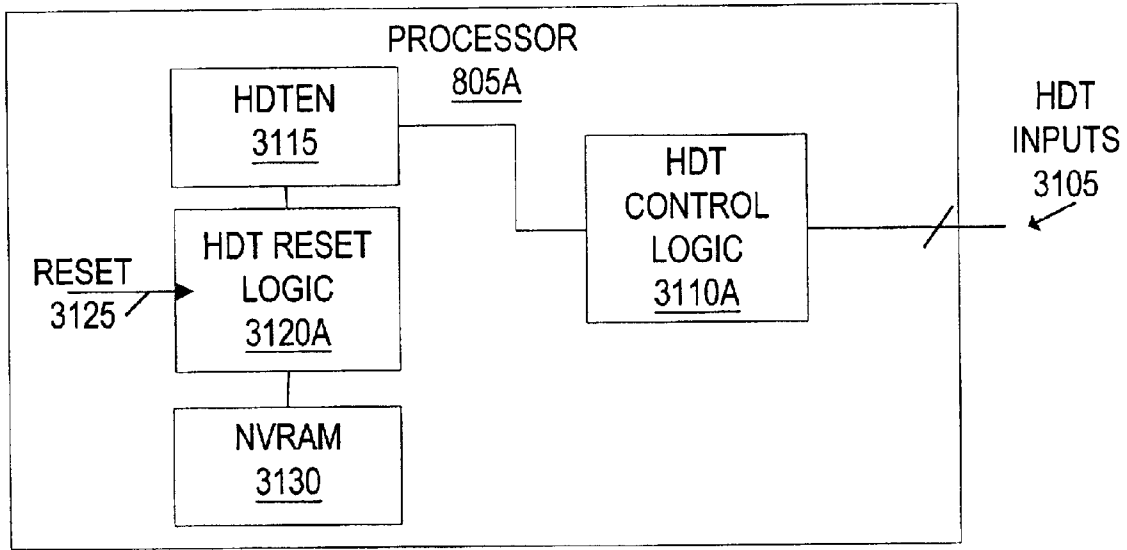 PROCESSOR
805A
HDTEN
3115
HDT
INPUTS
3105
HDT
CONTROL
LOGIC
3110A
HDT RESET
LOGIC
3120A
RESET
3125
NVRAM
3130